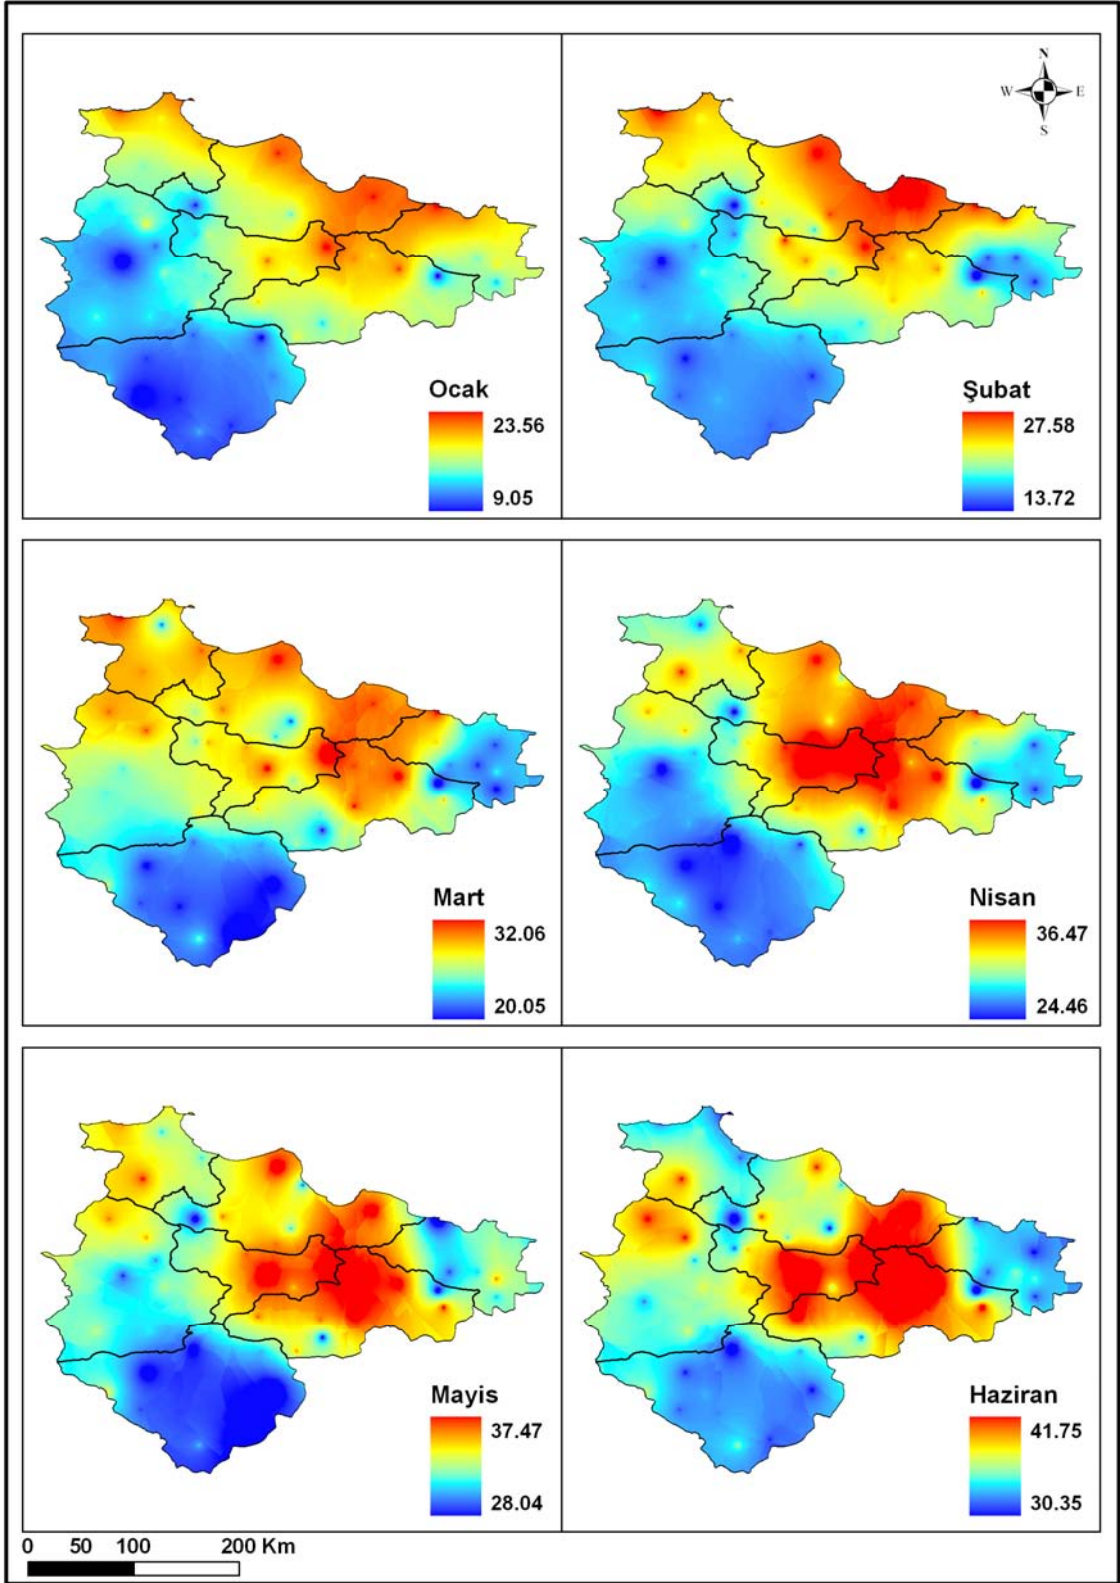 N
W E
S
Ocak
23.56
9.05
Şubat
27.58
13.72
Mart
32.06
20.05
Nisan
36.47
24.46
Mayis
37.47
28.04
Haziran
41.75
30.35
0 50 100 200 Km